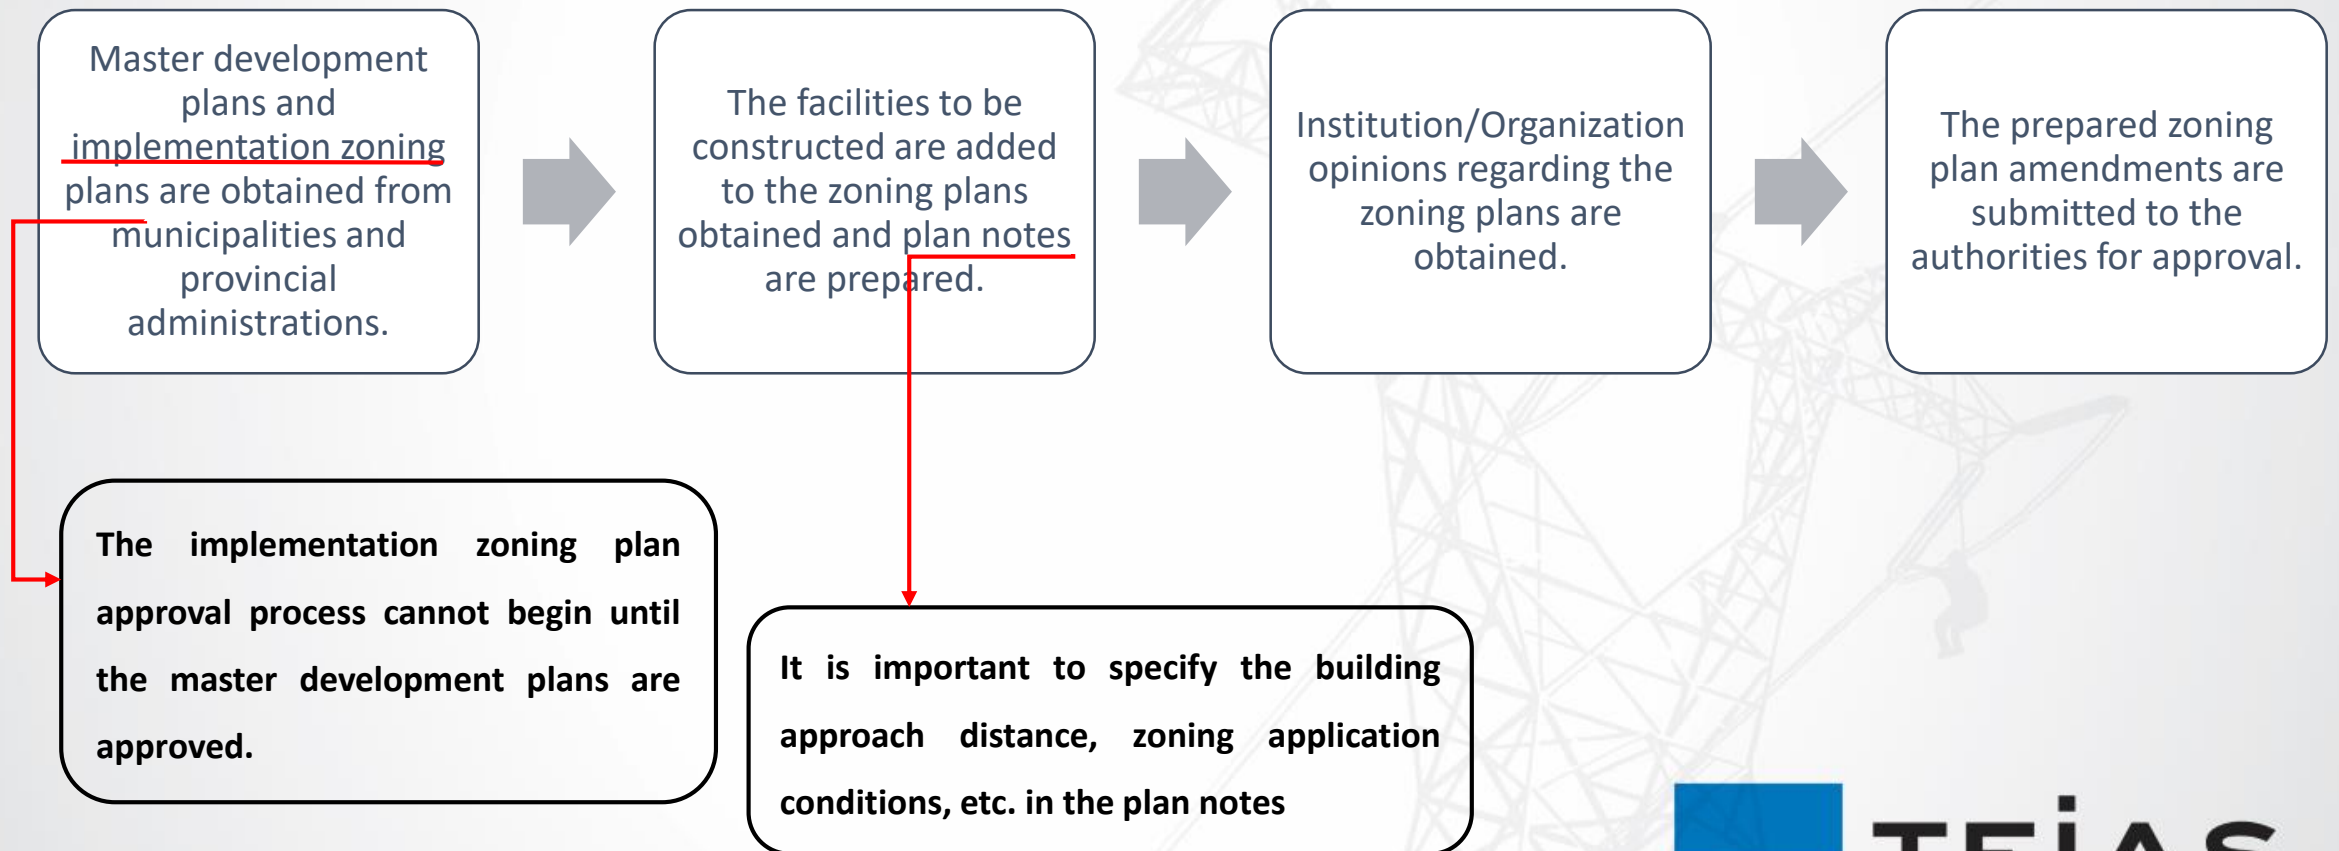 Master development
plans and
implementation zoning
plans are obtained from
municipalities and
provincial
administrations.
The facilities to be
constructed are added
to the zoning plans
obtained and plan notes
are prepared.
Institution/Organization
opinions regarding the
zoning plans are
obtained.
The prepared zoning
plan amendments are
submitted to the
authorities for approval.
The implementation zoning plan
approval process cannot begin until
the master development plans are
approved.
It is important to specify the building
approach distance, zoning application
conditions, etc. in the plan notes
TEİAŞ